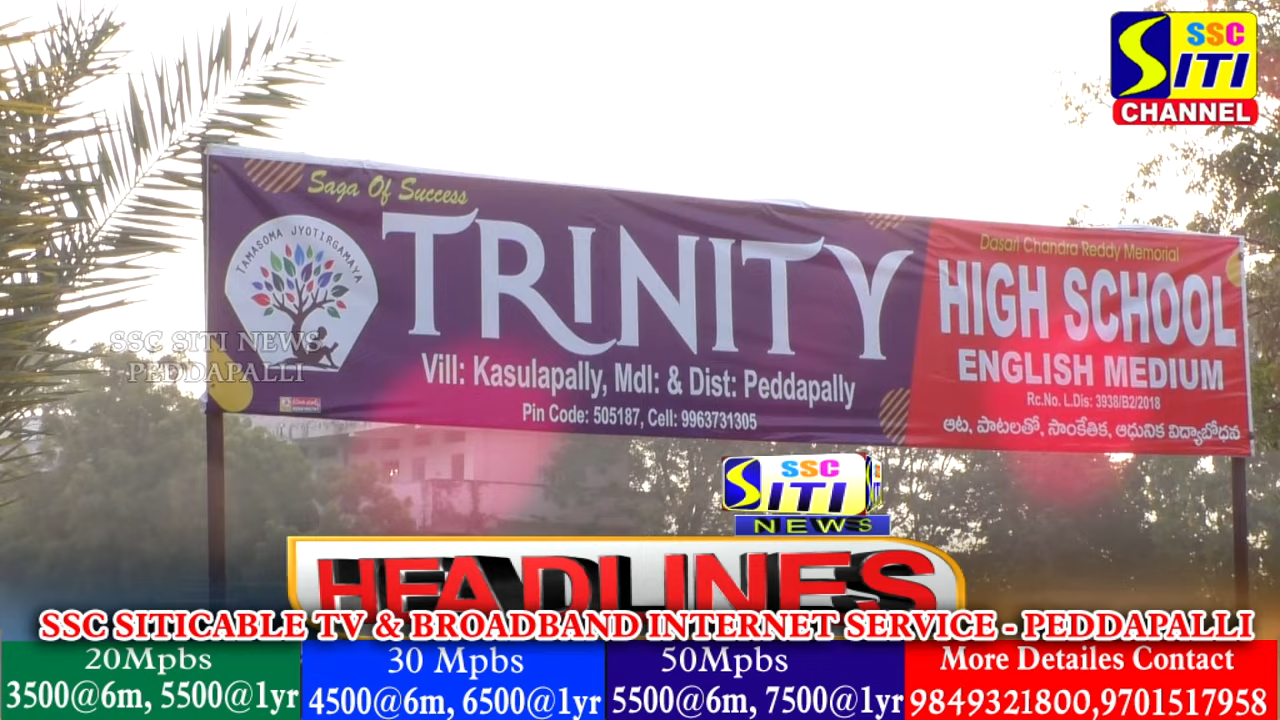 SSC
SITI
CHANNEL
Saga Of Success
TAMASOMA JYOTIRGAMAYA
TRINITY
Vill: Kasulapally, Mdl: & Dist: Peddapally
Pin Code: 505187, Cell: 9963731305
Dasari Chandra Reddy Memorial
HIGH SCHOOL
ENGLISH MEDIUM
Rc.No. L.Dis: 3938/B2/2018
ఆట, పాటలతో, సాంకేతిక, ఆధునిక విద్యాబోధన
SSC SITI NEWS
PEDDAPALLI
SSC
SITI
NEWS
HEADLINES
SSC SITICABLE TV & BROADBAND INTERNET SERVICE - PEDDAPALLI
20Mpbs
3500@6m, 5500@1yr
30 Mpbs
4500@6m, 6500@1yr
50Mpbs
5500@6m, 7500@1yr
More Detailes Contact
9849321800,9701517958